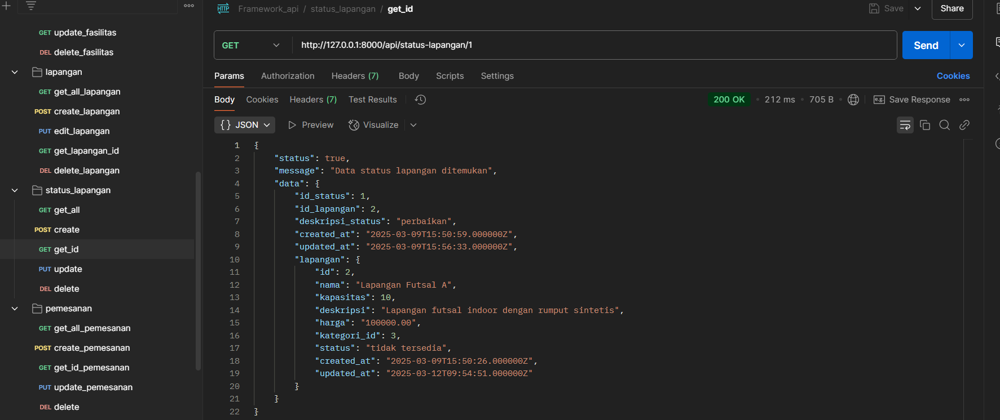 GET update_fasilitas
DEL delete_fasilitas
lapangan
GET get_all_lapangan
POST create_lapangan
PUT edit_lapangan
GET get_lapangan_id
DEL delete_lapangan
status_lapangan
GET get_all
POST create
GET get_id
PUT update
DEL delete
pemesanan
GET get_all_pemesanan
POST create_pemesanan
GET get_id_pemesanan
PUT update_pemesanan
DEL delete
HTTP Framework_api / status_lapangan / get_id
Save Share
GET http://127.0.0.1:8000/api/status-lapangan/1 Send
Params Authorization Headers (7) Body Scripts Settings Cookies
Body Cookies Headers (7) Test Results 200 OK • 212 ms • 705 B • e.g. Save Response
{} JSON Preview Visualize
1 {
2 "status": true,
3 "message": "Data status lapangan ditemukan",
4 "data": {
5 "id_status": 1,
6 "id_lapangan": 2,
7 "deskripsi_status": "perbaikan",
8 "created_at": "2025-03-09T15:50:59.000000Z",
9 "updated_at": "2025-03-09T15:56:33.000000Z",
10 "lapangan": {
11 "id": 2,
12 "nama": "Lapangan Futsal A",
13 "kapasitas": 10,
14 "deskripsi": "Lapangan futsal indoor dengan rumput sintetis",
15 "harga": "100000.00",
16 "kategori_id": 3,
17 "status": "tidak tersedia",
18 "created_at": "2025-03-09T15:50:26.000000Z",
19 "updated_at": "2025-03-12T09:54:51.000000Z"
20 }
21 }
22 }